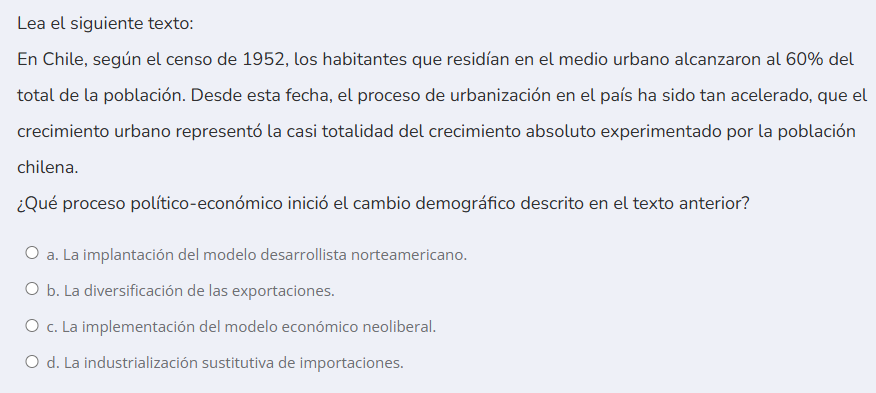 Lea el siguiente texto:
En Chile, según el censo de 1952, los habitantes que residían en el medio urbano alcanzaron al 60% del
total de la población. Desde esta fecha, el proceso de urbanización en el país ha sido tan acelerado, que el
crecimiento urbano representó la casi totalidad del crecimiento absoluto experimentado por la población
chilena.
¿Qué proceso político-económico inició el cambio demográfico descrito en el texto anterior?
a. La implantación del modelo desarrollista norteamericano.
b. La diversificación de las exportaciones.
c. La implementación del modelo económico neoliberal.
d. La industrialización sustitutiva de importaciones.